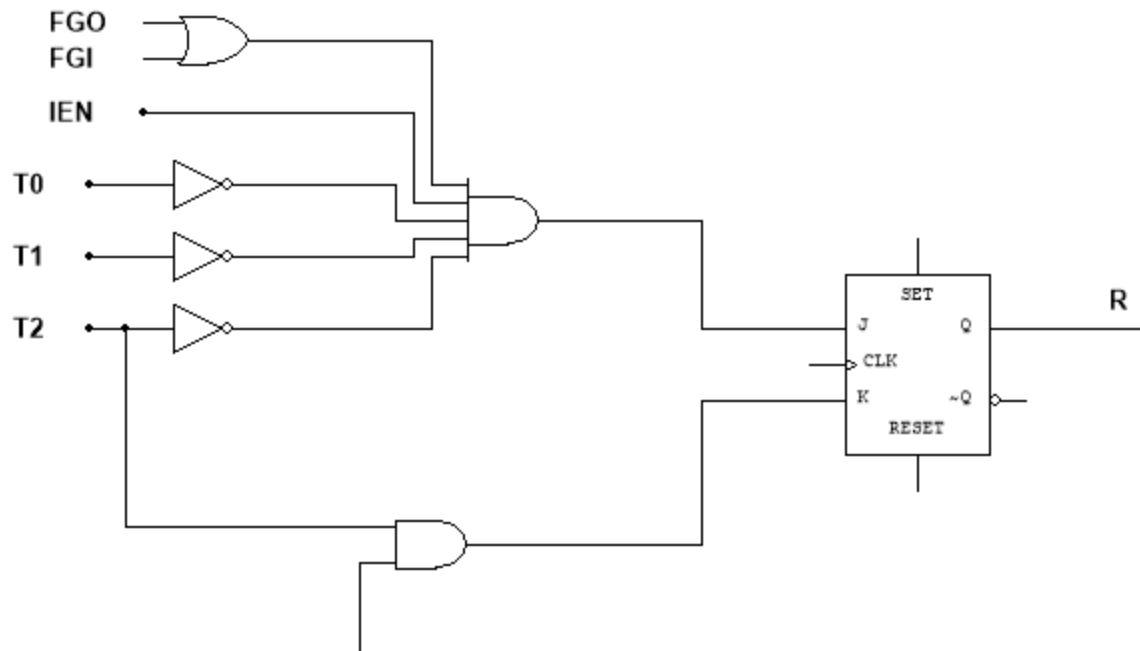 FGO
FGI
IEN
T0
T1
T2
SET
J Q
CLK
K ~Q
RESET
R